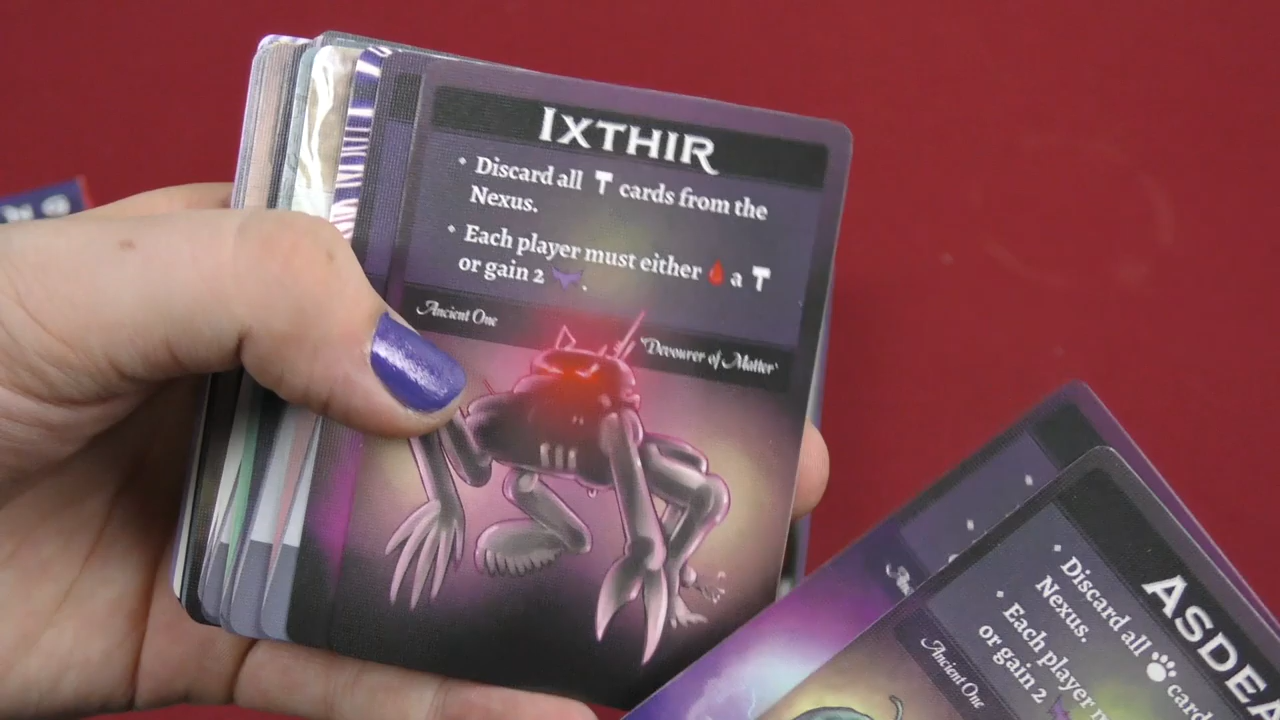 IXTHIR
• Discard all cards from the
Nexus.
• Each player must either a
or gain 2 .
Ancient One
'Devourer of Matter'
ASDEA
• Discard all card
Nexus.
• Each player
or gain 2
Ancient One